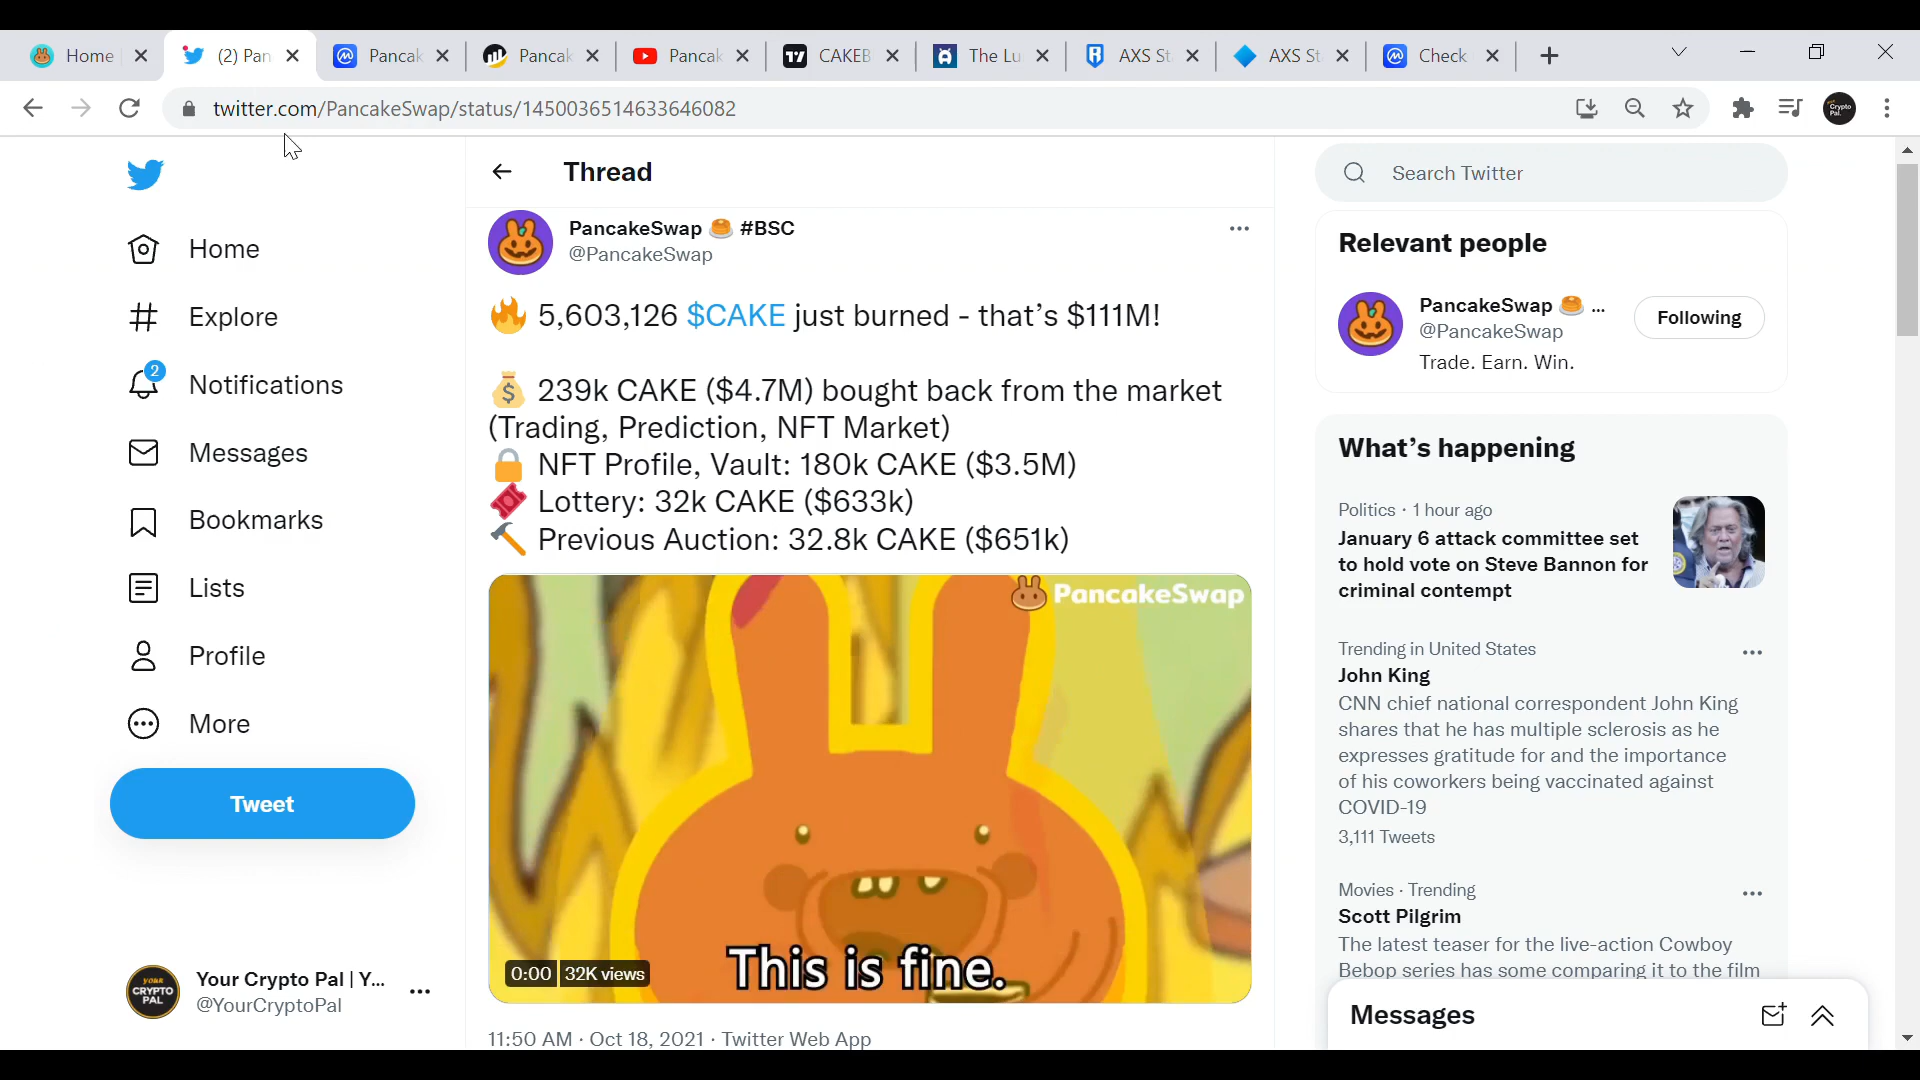 Home
(2) Pan
Pancak
Pancak
Pancak
CAKEB
The Lu
AXS St
AXS St
Check
twitter.com/PancakeSwap/status/1450036514633646082
Thread
Search Twitter
Home
Explore
2
Notifications
Messages
Bookmarks
Lists
Profile
More
Tweet
your CRYPTO PAL
Your Crypto Pal | Y...
@YourCryptoPal
PancakeSwap 🥞 #BSC
@PancakeSwap
🔥 5,603,126 $CAKE just burned - that’s $111M!
💰 239k CAKE ($4.7M) bought back from the market
(Trading, Prediction, NFT Market)
🔒 NFT Profile, Vault: 180k CAKE ($3.5M)
🎟️ Lottery: 32k CAKE ($633k)
🔨 Previous Auction: 32.8k CAKE ($651k)
PancakeSwap
This is fine.
0:00 32K views
11:50 AM · Oct 18, 2021 · Twitter Web App
Relevant people
PancakeSwap 🥞 ...
@PancakeSwap
Following
Trade. Earn. Win.
What’s happening
Politics · 1 hour ago
January 6 attack committee set
to hold vote on Steve Bannon for
criminal contempt
Trending in United States
John King
CNN chief national correspondent John King
shares that he has multiple sclerosis as he
expresses gratitude for and the importance
of his coworkers being vaccinated against
COVID-19
3,111 Tweets
Movies · Trending
Scott Pilgrim
The latest teaser for the live-action Cowboy
Bebop series has some comparing it to the film
Messages